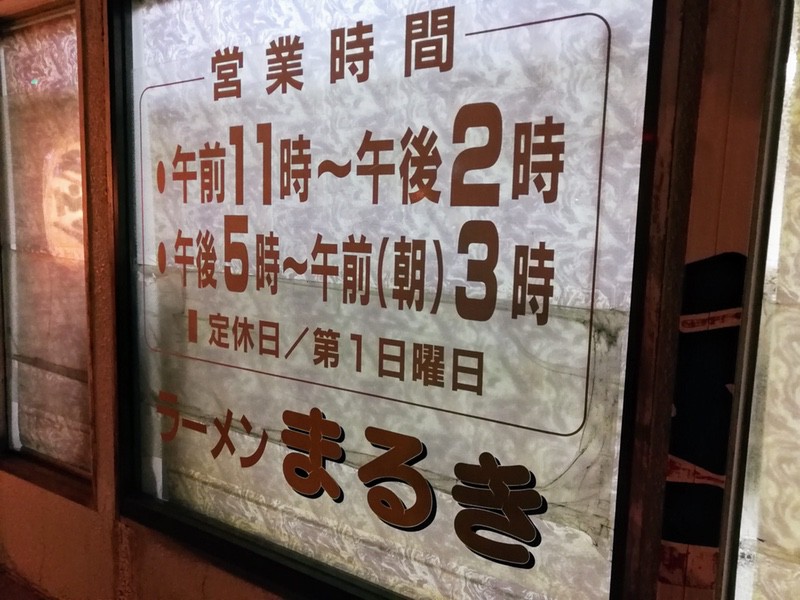 営業時間
・午前11時～午後2時
・午後5時～午前(朝)3時
▮定休日／第1日曜日
ラーメン まるき